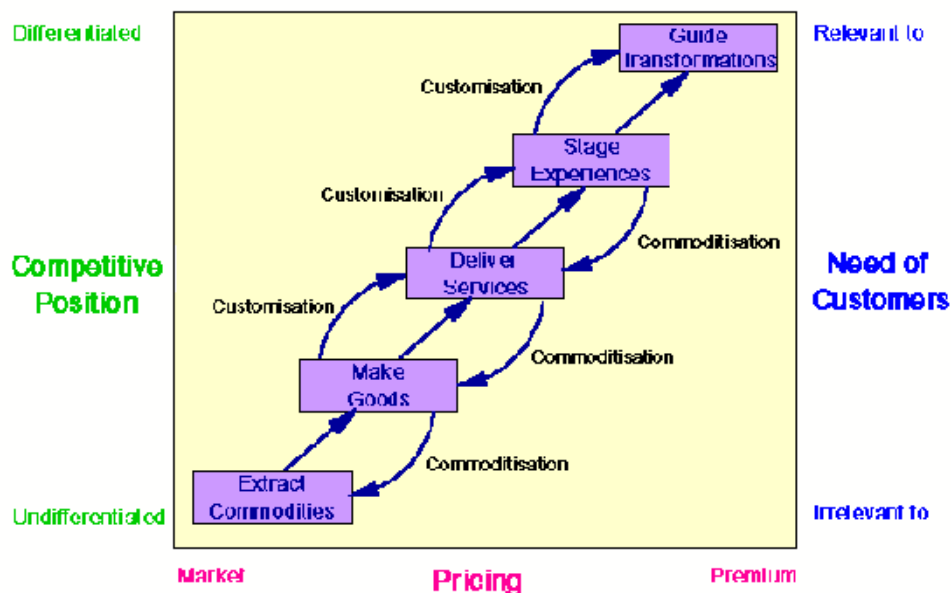 Differentiated
Guide
Transformations
Relevant to
Customisation
Stage
Experiences
Customisation
Commoditisation
Competitive
Position
Deliver
Services
Need of
Customers
Customisation
Commoditisation
Make
Goods
Commoditisation
Extract
Commodities
Undifferentiated
Irrelevant to
Market
Pricing
Premium